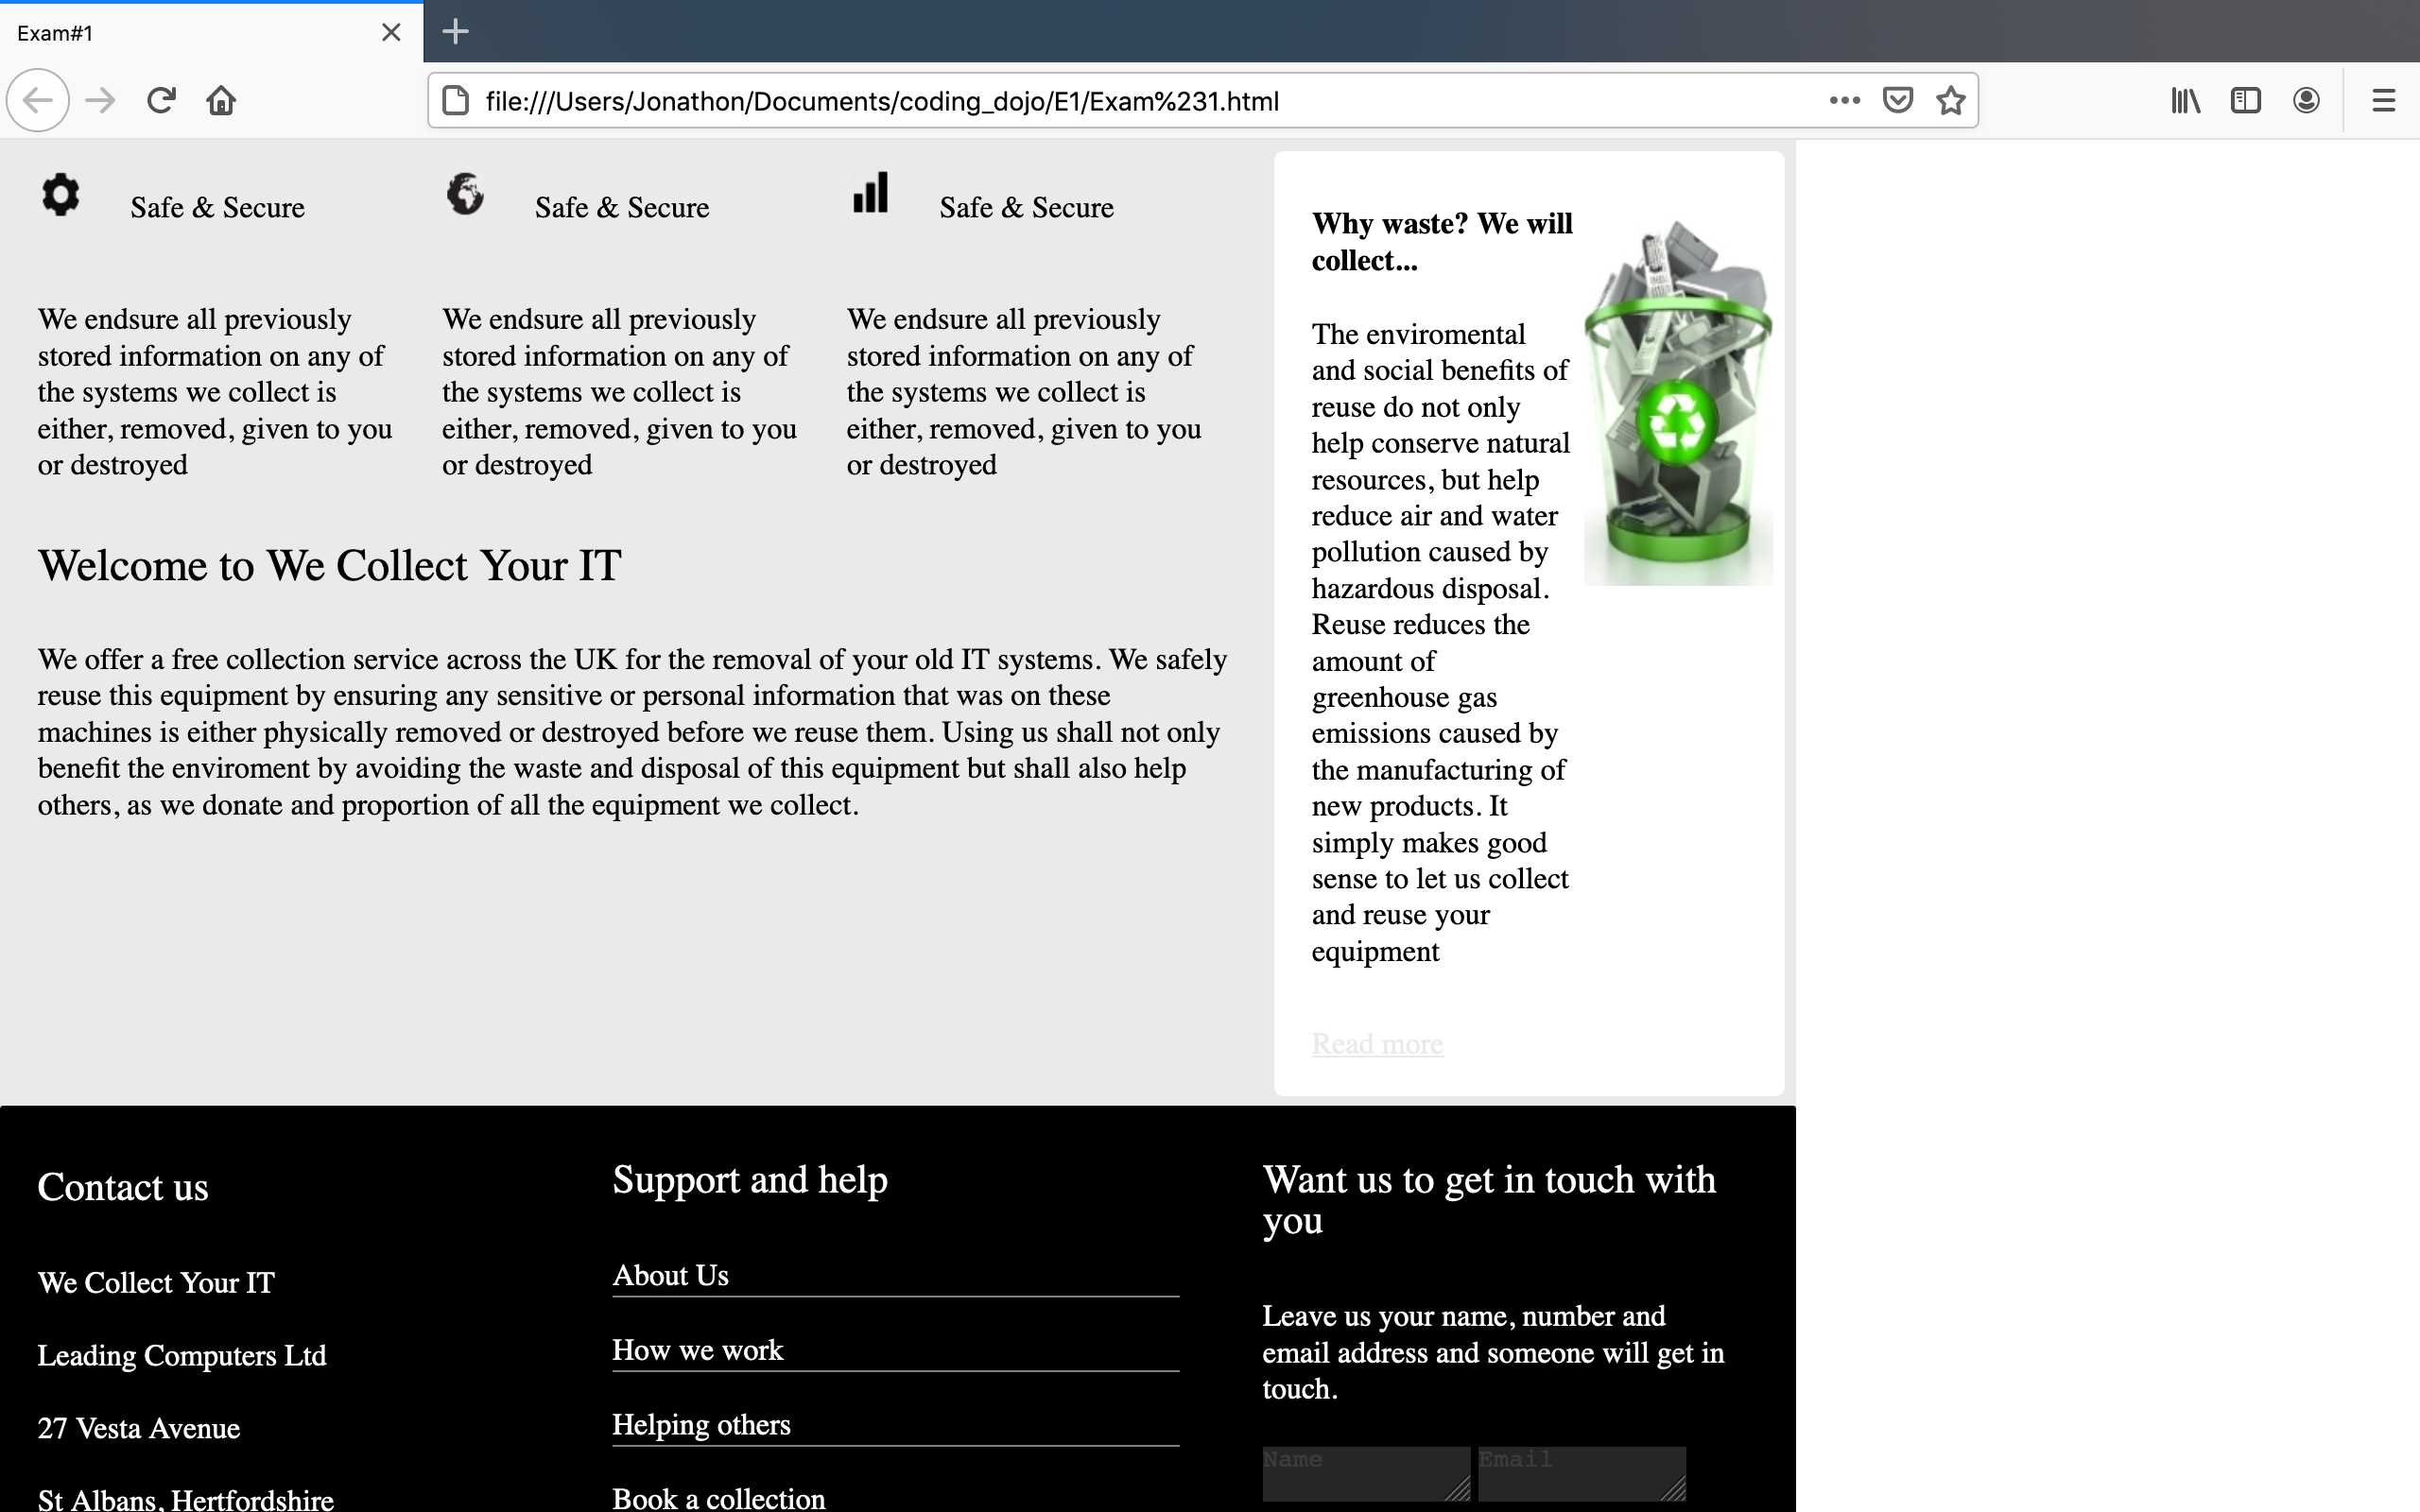 Exam#1
file:///Users/Jonathon/Documents/coding_dojo/E1/Exam%231.html
Safe & Secure
Safe & Secure
Safe & Secure
We endsure all previously
stored information on any of
the systems we collect is
either, removed, given to you
or destroyed
We endsure all previously
stored information on any of
the systems we collect is
either, removed, given to you
or destroyed
We endsure all previously
stored information on any of
the systems we collect is
either, removed, given to you
or destroyed
Welcome to We Collect Your IT
We offer a free collection service across the UK for the removal of your old IT systems. We safely
reuse this equipment by ensuring any sensitive or personal information that was on these
machines is either physically removed or destroyed before we reuse them. Using us shall not only
benefit the enviroment by avoiding the waste and disposal of this equipment but shall also help
others, as we donate and proportion of all the equipment we collect.
Why waste? We will
collect...
The enviromental
and social benefits of
reuse do not only
help conserve natural
resources, but help
reduce air and water
pollution caused by
hazardous disposal.
Reuse reduces the
amount of
greenhouse gas
emissions caused by
the manufacturing of
new products. It
simply makes good
sense to let us collect
and reuse your
equipment
Read more
Contact us
We Collect Your IT
Leading Computers Ltd
27 Vesta Avenue
St Albans, Hertfordshire
Support and help
About Us
How we work
Helping others
Book a collection
Want us to get in touch with
you
Leave us your name, number and
email address and someone will get in
touch.
Name
Email